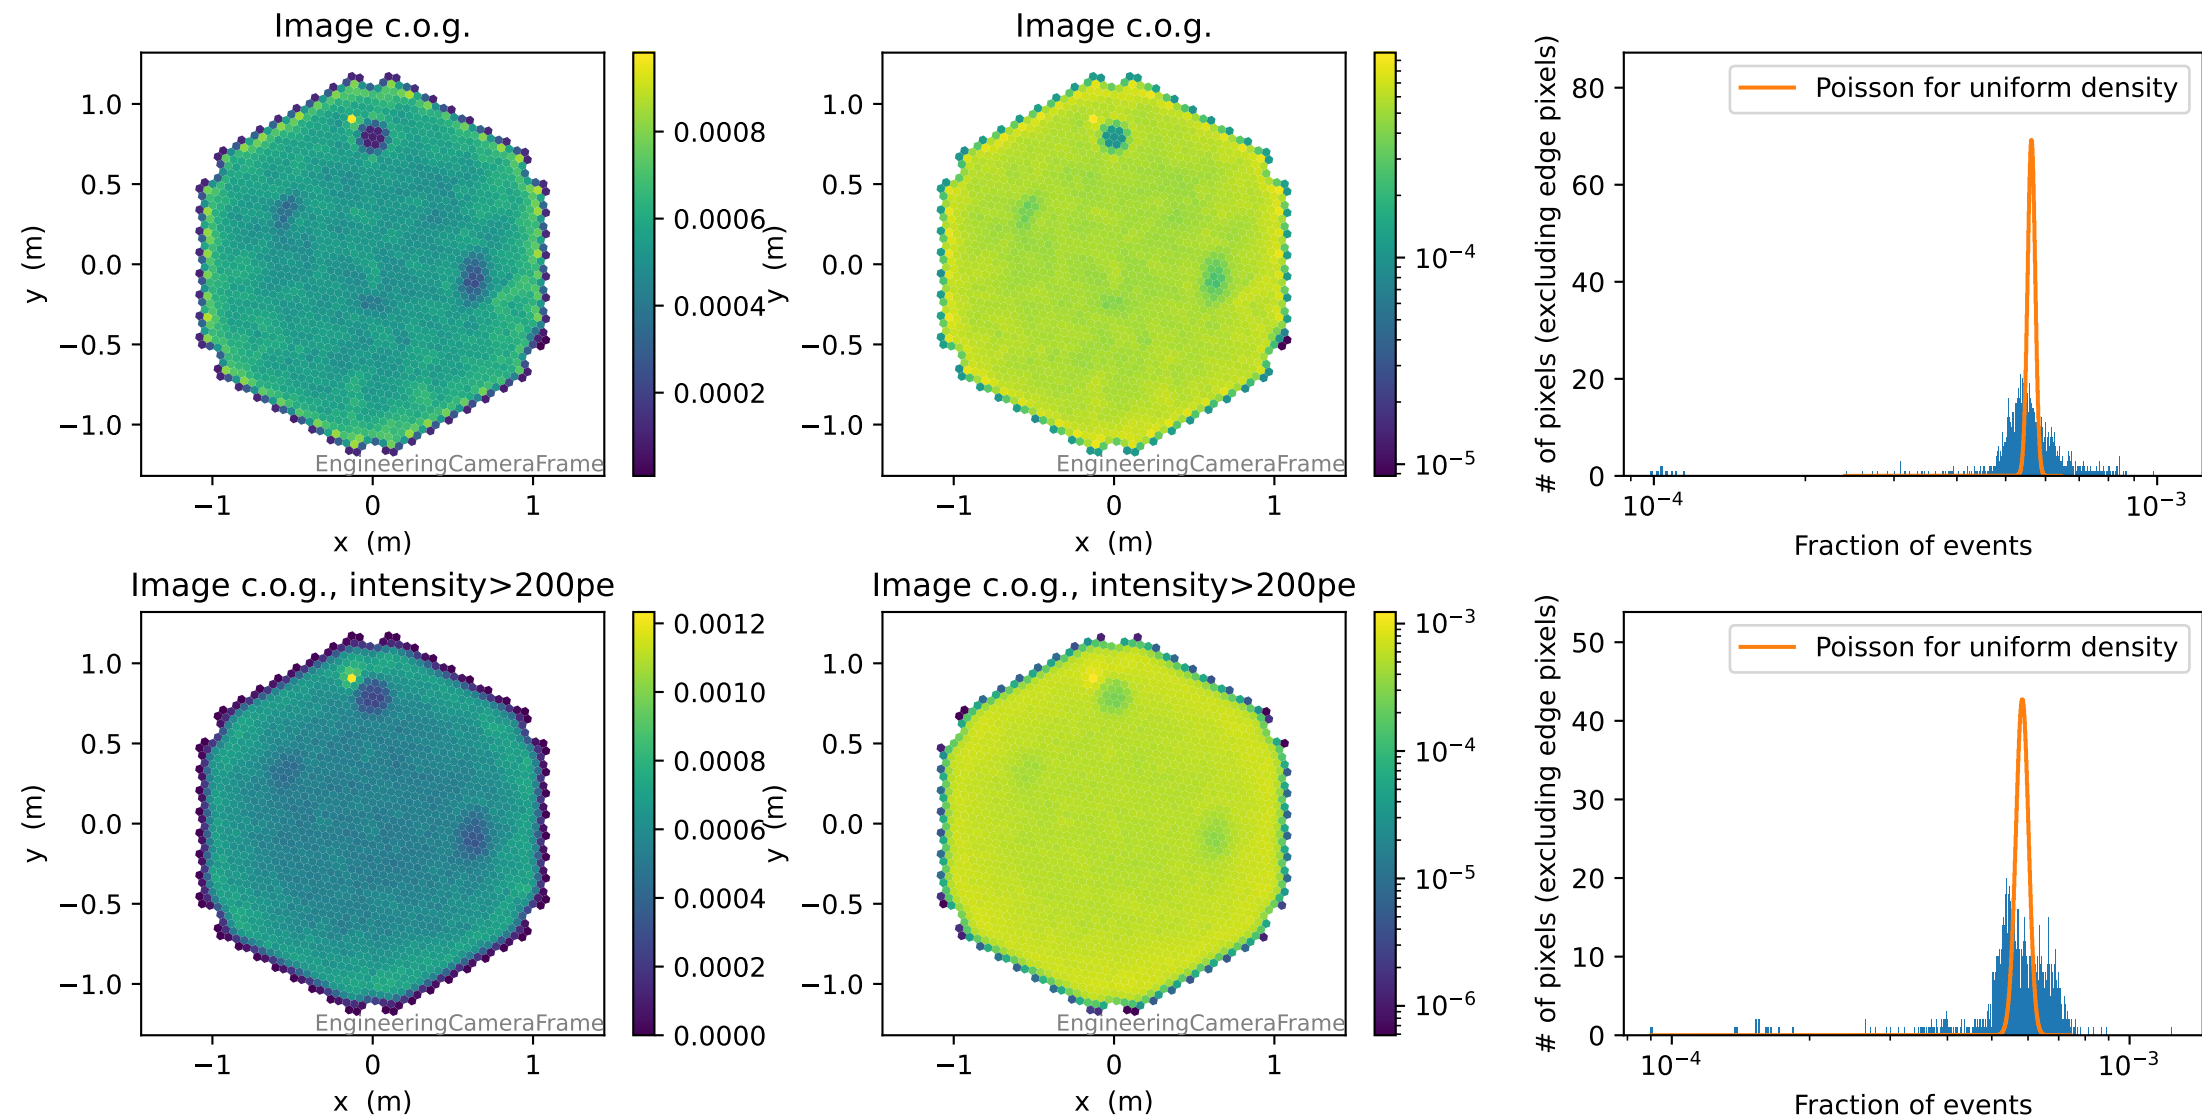 Image c.o.g.
1.0
0.5
0.0
−0.5
−1.0
y (m)
−1 0 1
x (m)
EngineeringCameraFrame
0.0008
0.0006
0.0004
0.0002
Image c.o.g.
1.0
0.5
0.0
−0.5
−1.0
y (m)
−1 0 1
x (m)
EngineeringCameraFrame
10⁻⁴
10⁻⁵
# of pixels (excluding edge pixels)
80
60
40
20
0
Poisson for uniform density
10⁻⁴ 10⁻³
Fraction of events
Image c.o.g., intensity>200pe
1.0
0.5
0.0
−0.5
−1.0
y (m)
−1 0 1
x (m)
EngineeringCameraFrame
0.0012
0.0010
0.0008
0.0006
0.0004
0.0002
0.0000
Image c.o.g., intensity>200pe
1.0
0.5
0.0
−0.5
−1.0
y (m)
−1 0 1
x (m)
EngineeringCameraFrame
10⁻³
10⁻⁴
10⁻⁵
10⁻⁶
# of pixels (excluding edge pixels)
50
40
30
20
10
0
Poisson for uniform density
10⁻⁴ 10⁻³
Fraction of events